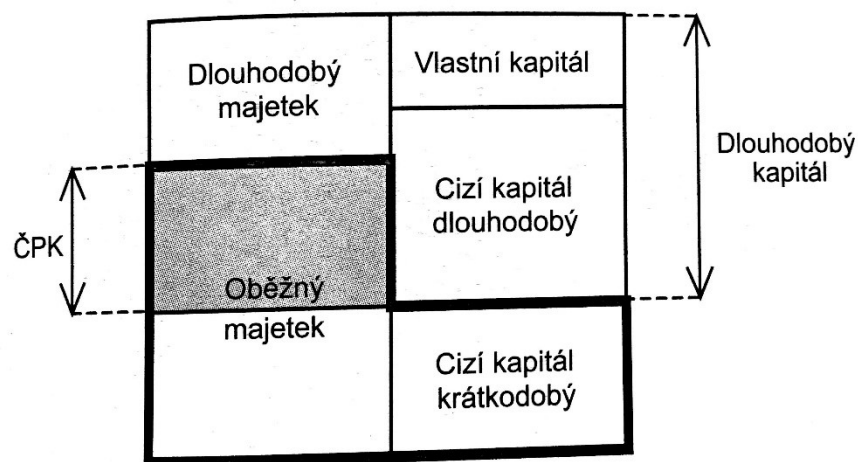 Dlouhodobý
majetek
Vlastní kapitál
Dlouhodobý
kapitál
Cizí kapitál
dlouhodobý
ČPK
Oběžný
majetek
Cizí kapitál
krátkodobý